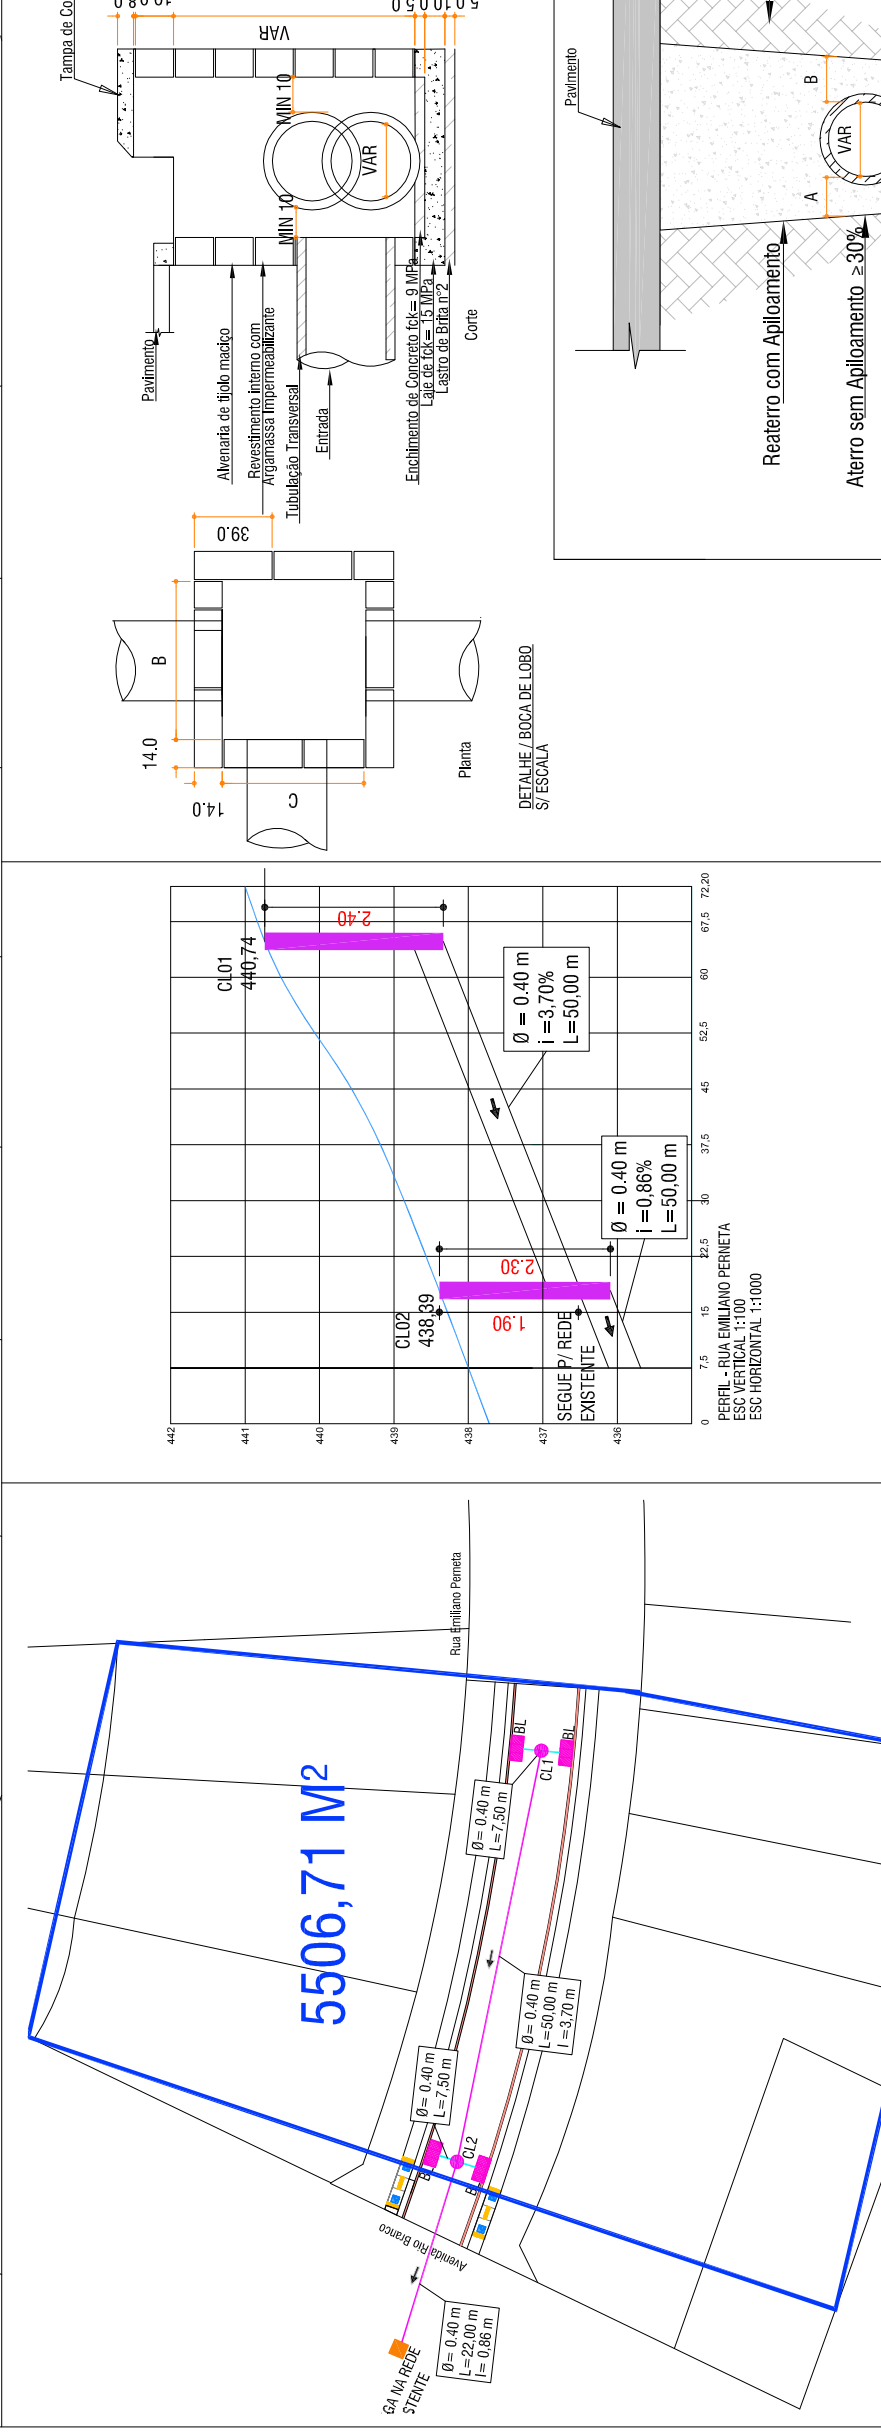 Tampa de Co
VAR
MIN 10
MIN 10
VAR
Pavimento
Alvenaria de tijolo maciço
Revestimento interno com
Argamassa Impermeabilizante
Tubulação Transversal
Entrada
Enchimento de Concreto fck= 9 MPa
Laje de fck= 15 MPa
Lastro de Brita n°2
Corte
39.0
B
14.0
14.0
C
Planta
DETALHE / BOCA DE LOBO
S/ ESCALA
Pavimento
B
VAR
A
Reaterro com Apiloamento
Aterro sem Apiloamento ≥30%
CL01
440,74
2.40
Ø = 0.40 m
i =3,70%
L=50,00 m
Ø = 0.40 m
i =0,86%
L=50,00 m
CL02
438,39
2.30
1.90
SEGUE P/ REDE
EXISTENTE
442
441
440
439
438
437
436
0
7,5
15
22,5
30
37,5
45
52,5
60
67,5
72,20
PERFIL - RUA EMILIANO PERNETA
ESC VERTICAL 1:100
ESC HORIZONTAL 1:1000
5506,71 M²
Rua Emiliano Perneta
BL
BL
CL1
Ø= 0.40 m
L=7,50 m
Ø= 0.40 m
L=50,00 m
I =3,70 m
Ø= 0.40 m
L=7,50 m
CL2
B
B
Avenida Rio Branco
Ø= 0.40 m
L=22,00 m
I= 0,86 m
GA NA REDE
STENTE